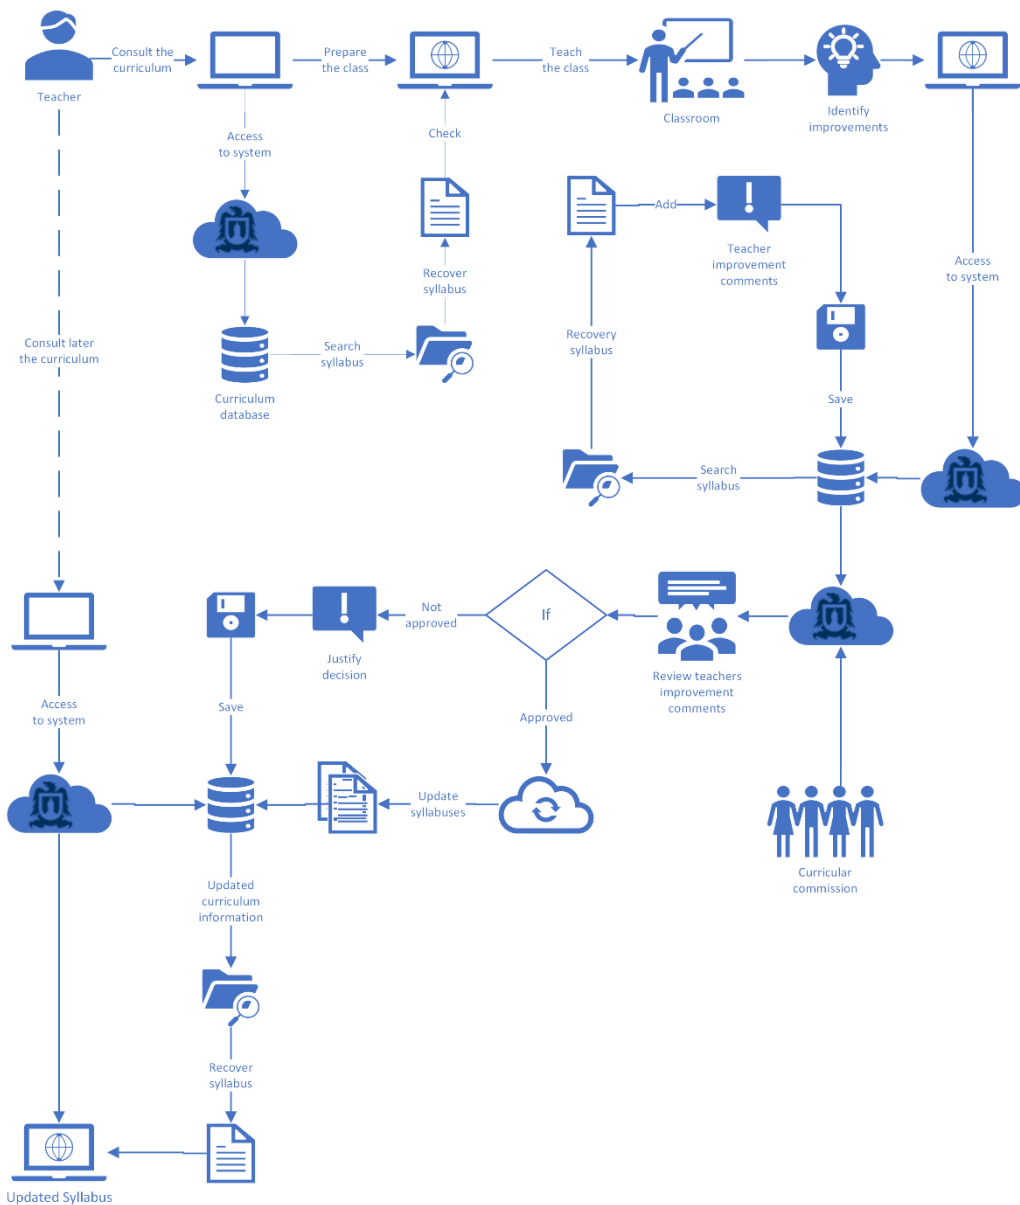 Consult the
curriculum
Prepare
the class
Teach
the class
Teacher
Classroom
Identify
improvements
Access
to system
Check
Add
Teacher
improvement
comments
Access
to system
Recover
syllabus
Consult later
the curriculum
Search
syllabus
Recovery
syllabus
Curriculum
database
Save
Search
syllabus
Not
approved
If
Justify
decision
Review teachers
improvement
comments
Access
to system
Save
Approved
Update
syllabuses
Curricular
commission
Updated
curriculum
information
Recover
syllabus
Updated Syllabus